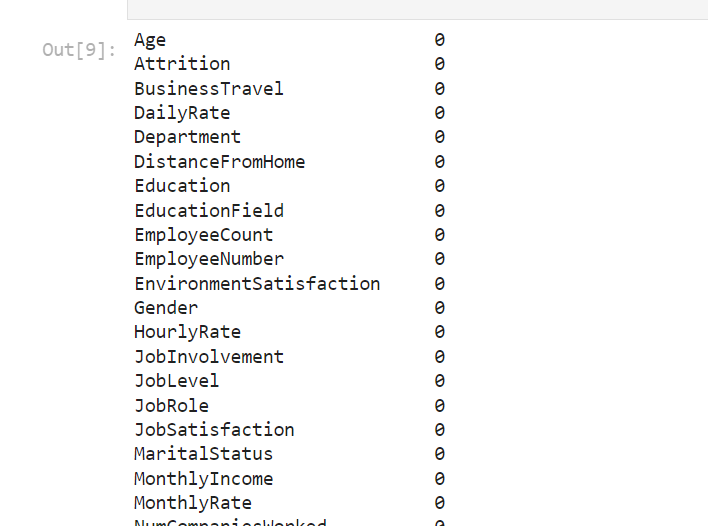 Out[9]: Age 0
Attrition 0
BusinessTravel 0
DailyRate 0
Department 0
DistanceFromHome 0
Education 0
EducationField 0
EmployeeCount 0
EmployeeNumber 0
EnvironmentSatisfaction 0
Gender 0
HourlyRate 0
JobInvolvement 0
JobLevel 0
JobRole 0
JobSatisfaction 0
MaritalStatus 0
MonthlyIncome 0
MonthlyRate 0
NumCompaniesWorked 0